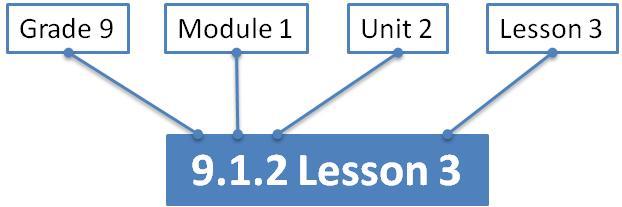 Grade 9 Module 1 Unit 2 Lesson 3
9.1.2 Lesson 3